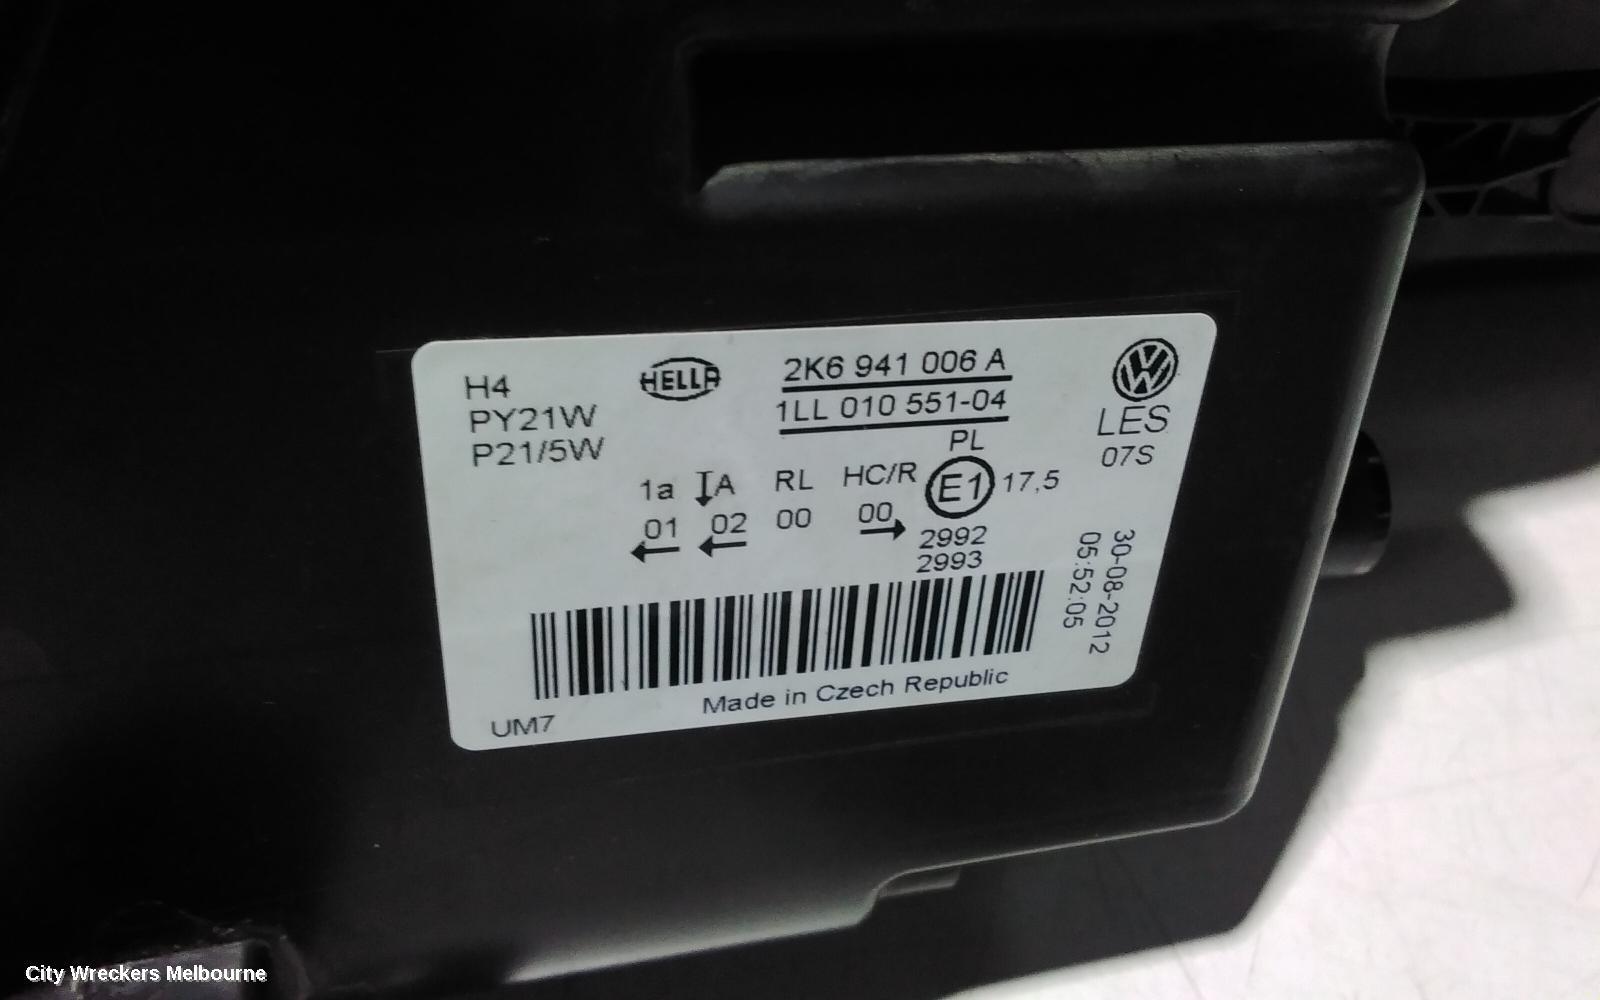 H4
PY21W
P21/5W
HELLA
2K6 941 006 A
1LL 010 551-04
PL
LES
07S
1a A RL HC/R E1 17,5
01 02 00 00
2992
2993
30-08-2012
05:52:05
Made in Czech Republic
UM7
City Wreckers Melbourne